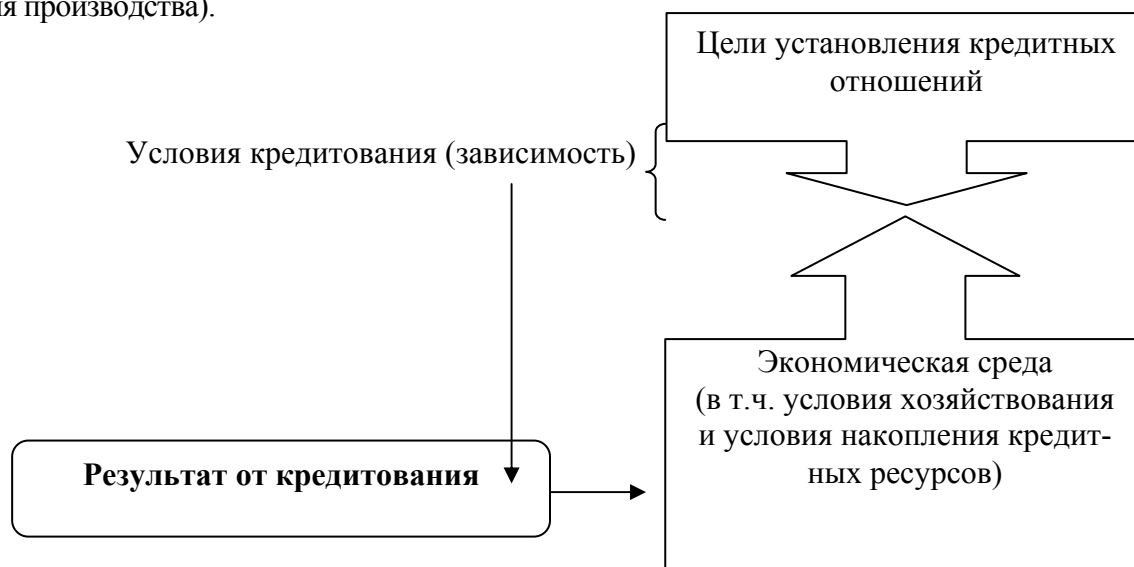 я производства).
Цели установления кредитных
отношений
Условия кредитования (зависимость)
Экономическая среда
(в т.ч. условия хозяйствования
и условия накопления кредит-
ных ресурсов)
Результат от кредитования